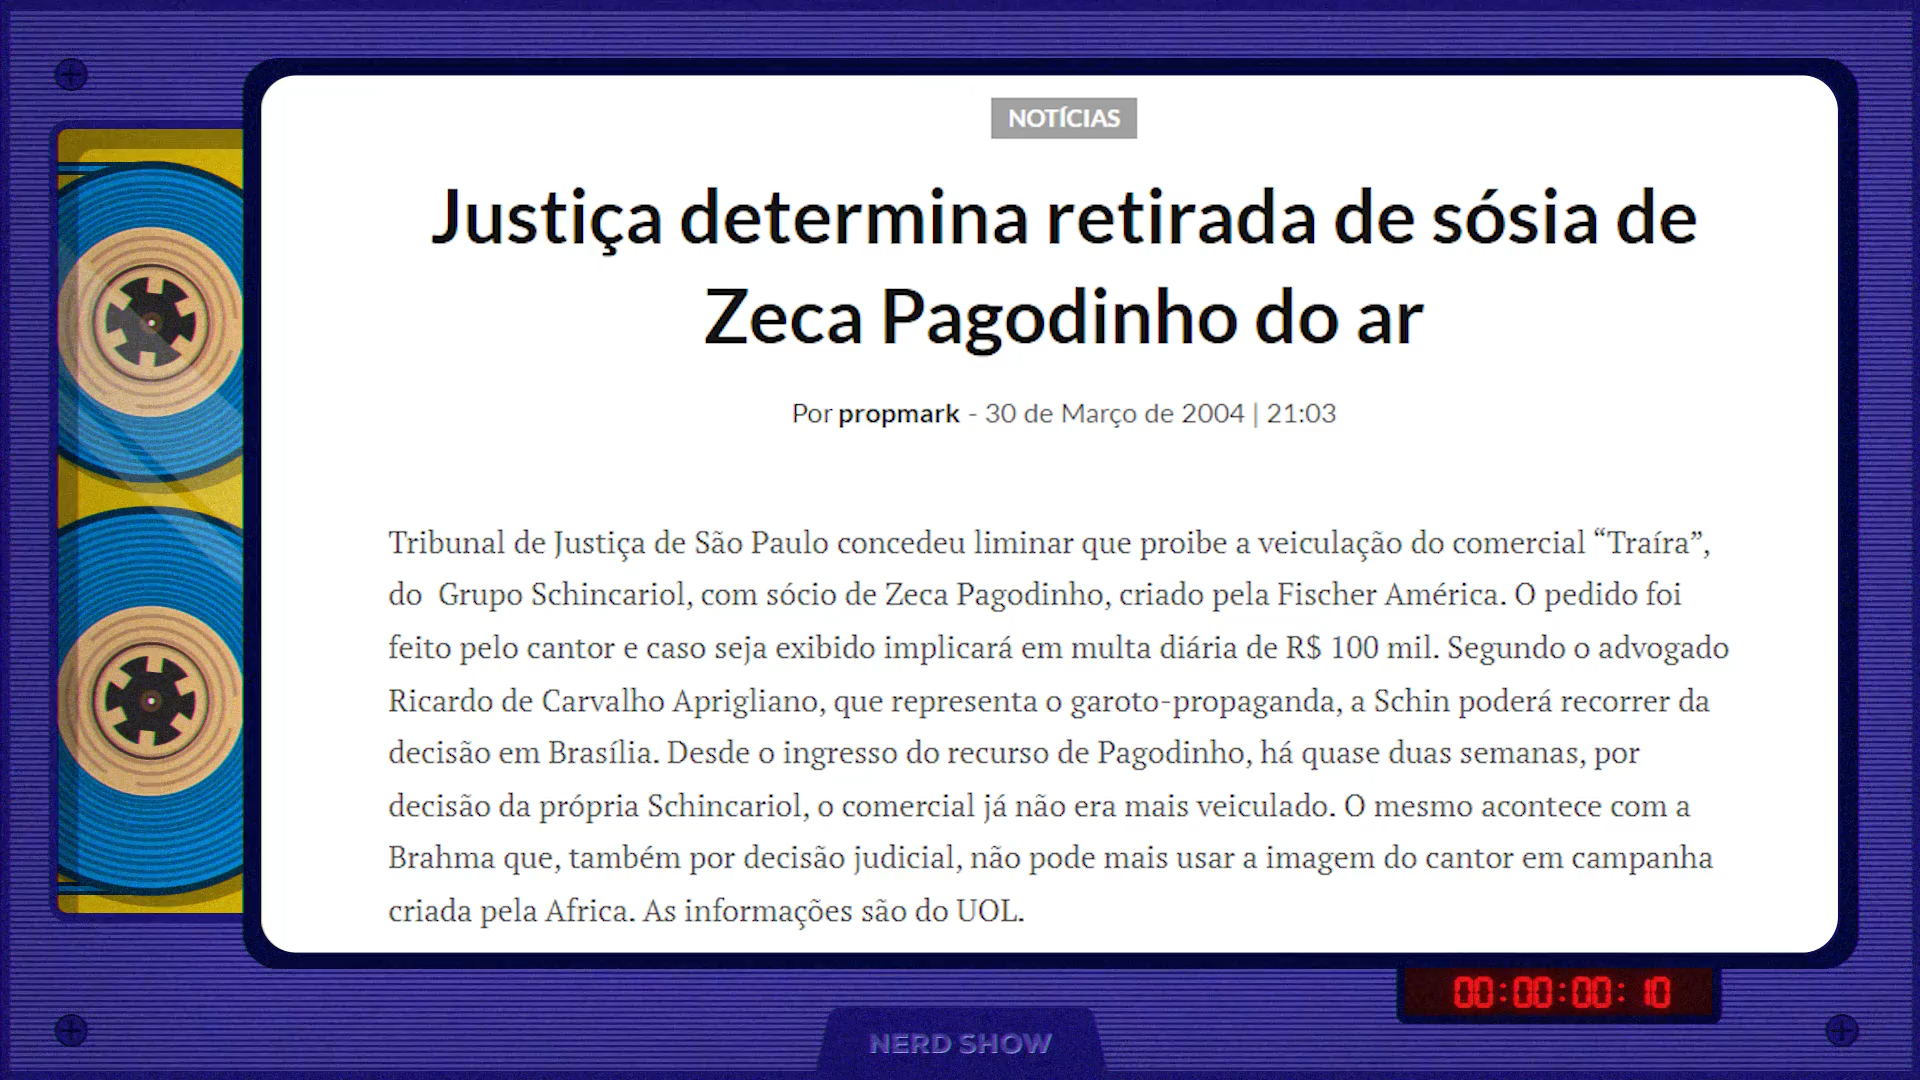 NOTÍCIAS
Justiça determina retirada de sósia de
Zeca Pagodinho do ar
Por propmark - 30 de Março de 2004 | 21:03
Tribunal de Justiça de São Paulo concedeu liminar que proibe a veiculação do comercial “Traíra”,
do  Grupo Schincariol, com sócio de Zeca Pagodinho, criado pela Fischer América. O pedido foi
feito pelo cantor e caso seja exibido implicará em multa diária de R$ 100 mil. Segundo o advogado
Ricardo de Carvalho Aprigliano, que representa o garoto-propaganda, a Schin poderá recorrer da
decisão em Brasília. Desde o ingresso do recurso de Pagodinho, há quase duas semanas, por
decisão da própria Schincariol, o comercial já não era mais veiculado. O mesmo acontece com a
Brahma que, também por decisão judicial, não pode mais usar a imagem do cantor em campanha
criada pela Africa. As informações são do UOL.
00:00:00:10
NERD SHOW